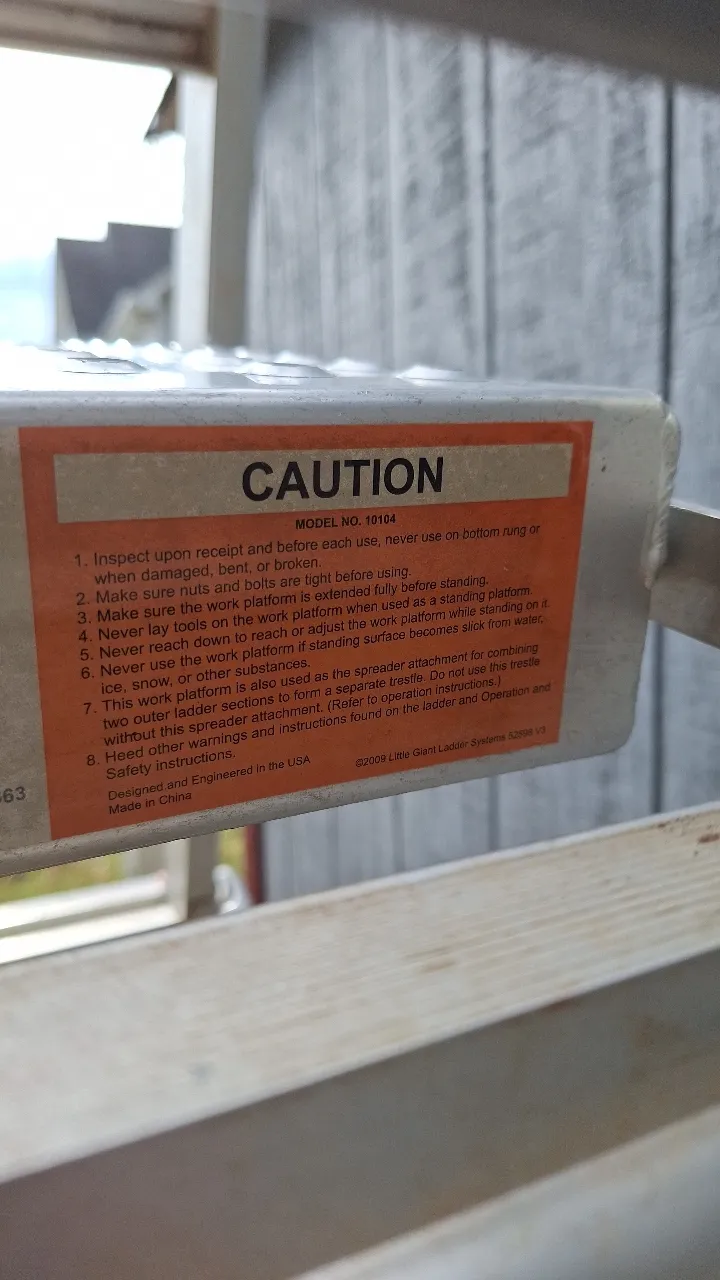 CAUTION
MODEL NO. 10104
1. Inspect upon receipt and before each use, never use on bottom rung or
when damaged, bent, or broken.
2. Make sure nuts and bolts are tight before using.
3. Make sure the work platform is extended fully before standing.
4. Never lay tools on the work platform when used as a standing platform.
5. Never reach down to reach or adjust the work platform while standing on it.
6. Never use the work platform if standing surface becomes slick from water,
ice, snow, or other substances.
7. This work platform is also used as the spreader attachment for combining
two outer ladder sections to form a separate trestle. Do not use this trestle
without this spreader attachment. (Refer to operation instructions.)
8. Heed other warnings and instructions found on the ladder and Operation and
Safety instructions.
Designed and Engineered in the USA
©2009 Little Giant Ladder Systems 52898 V3
Made in China
63